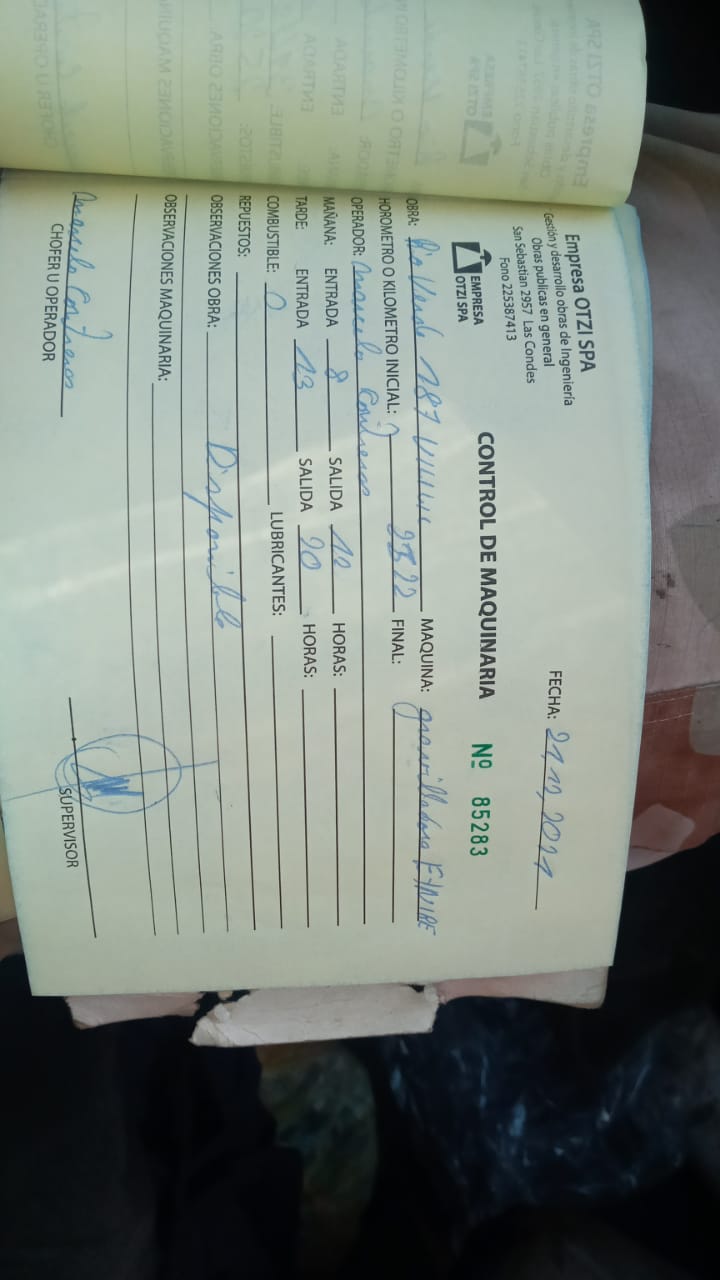 Empresa OTZI SPA
Gestión y desarrollo obras de Ingeniería
Obras publicas en general
San Sebastian 2957 Las Condes
Fono 225387413
EMPRESA
OTZI SPA
FECHA: 21,12,2021
CONTROL DE MAQUINARIA Nº 85283
OBRA: Rio Verde 187 MAQUINA: gravilladora
HOROMETRO O KILOMETRO INICIAL: FINAL:
OPERADOR: Marcelo Contreras
MAÑANA: ENTRADA 8 SALIDA 12 HORAS:
TARDE: ENTRADA 13 SALIDA 20 HORAS:
COMBUSTIBLE: 0 LUBRICANTES:
REPUESTOS:
OBSERVACIONES OBRA: Disponible
OBSERVACIONES MAQUINARIA:
Marcelo Contreras
CHOFER U OPERADOR
SUPERVISOR